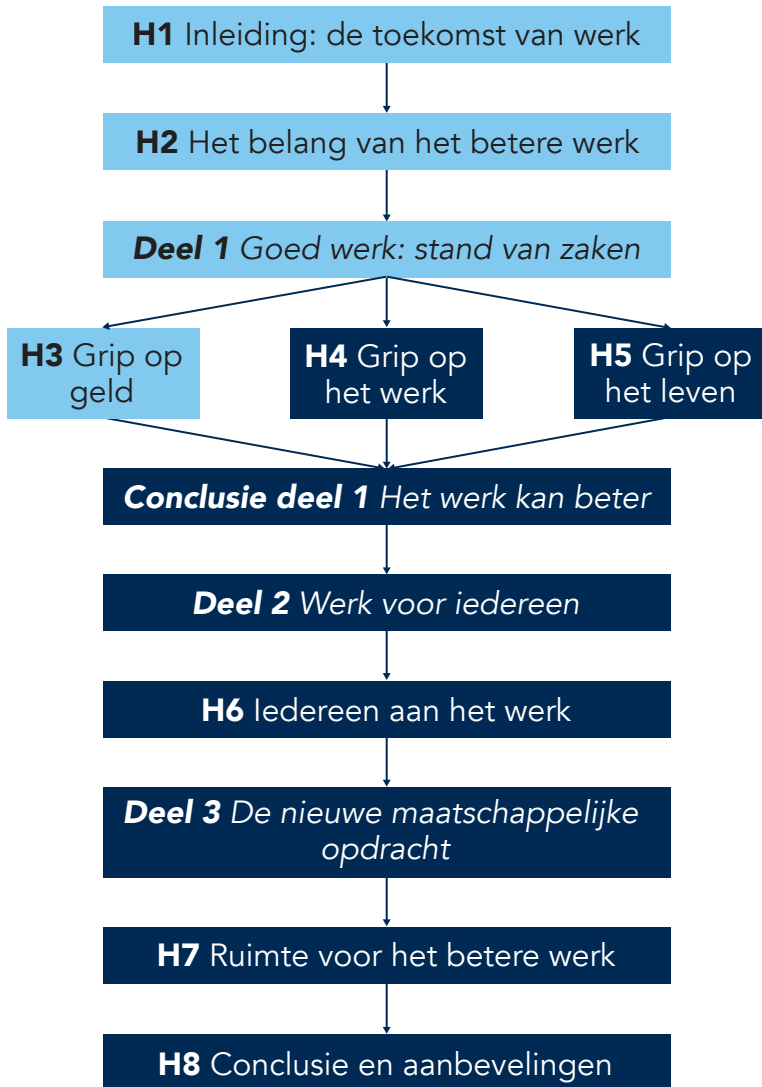 H1 Inleiding: de toekomst van werk
H2 Het belang van het betere werk
Deel 1 Goed werk: stand van zaken
H3 Grip op
geld
H4 Grip op
het werk
H5 Grip op
het leven
Conclusie deel 1 Het werk kan beter
Deel 2 Werk voor iedereen
H6 Iedereen aan het werk
Deel 3 De nieuwe maatschappelijke
opdracht
H7 Ruimte voor het betere werk
H8 Conclusie en aanbevelingen